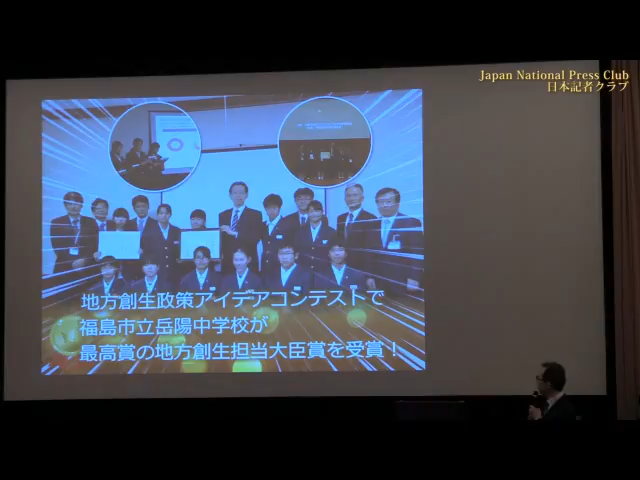 Japan National Press Club
日本記者クラブ
地方創生政策アイデアコンテストで
福島市立岳陽中学校が
最高賞の地方創生担当大臣賞を受賞！